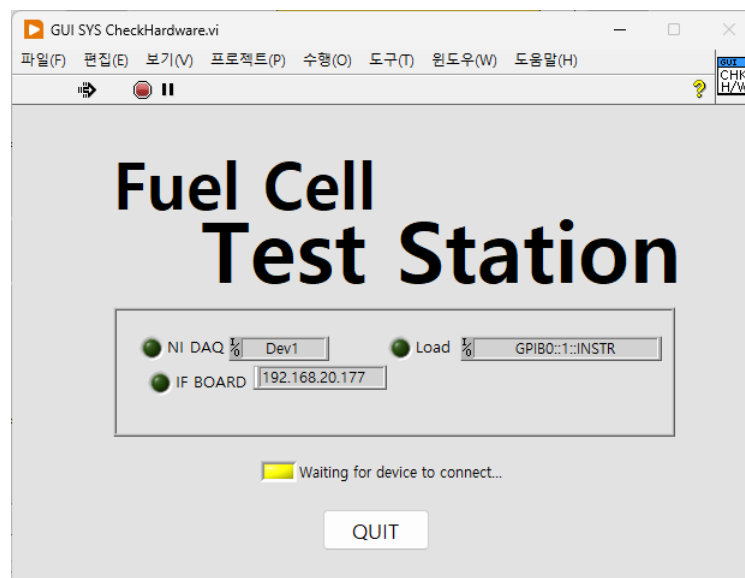 GUI SYS CheckHardware.vi
파일(F) 편집(E) 보기(V) 프로젝트(P) 수행(O) 도구(T) 윈도우(W) 도움말(H)
GUI
CHK
H/W
?
Fuel Cell
Test Station
NI DAQ I/O Dev1 Load I/O GPIB0::1::INSTR
IF BOARD 192.168.20.177
Waiting for device to connect...
QUIT